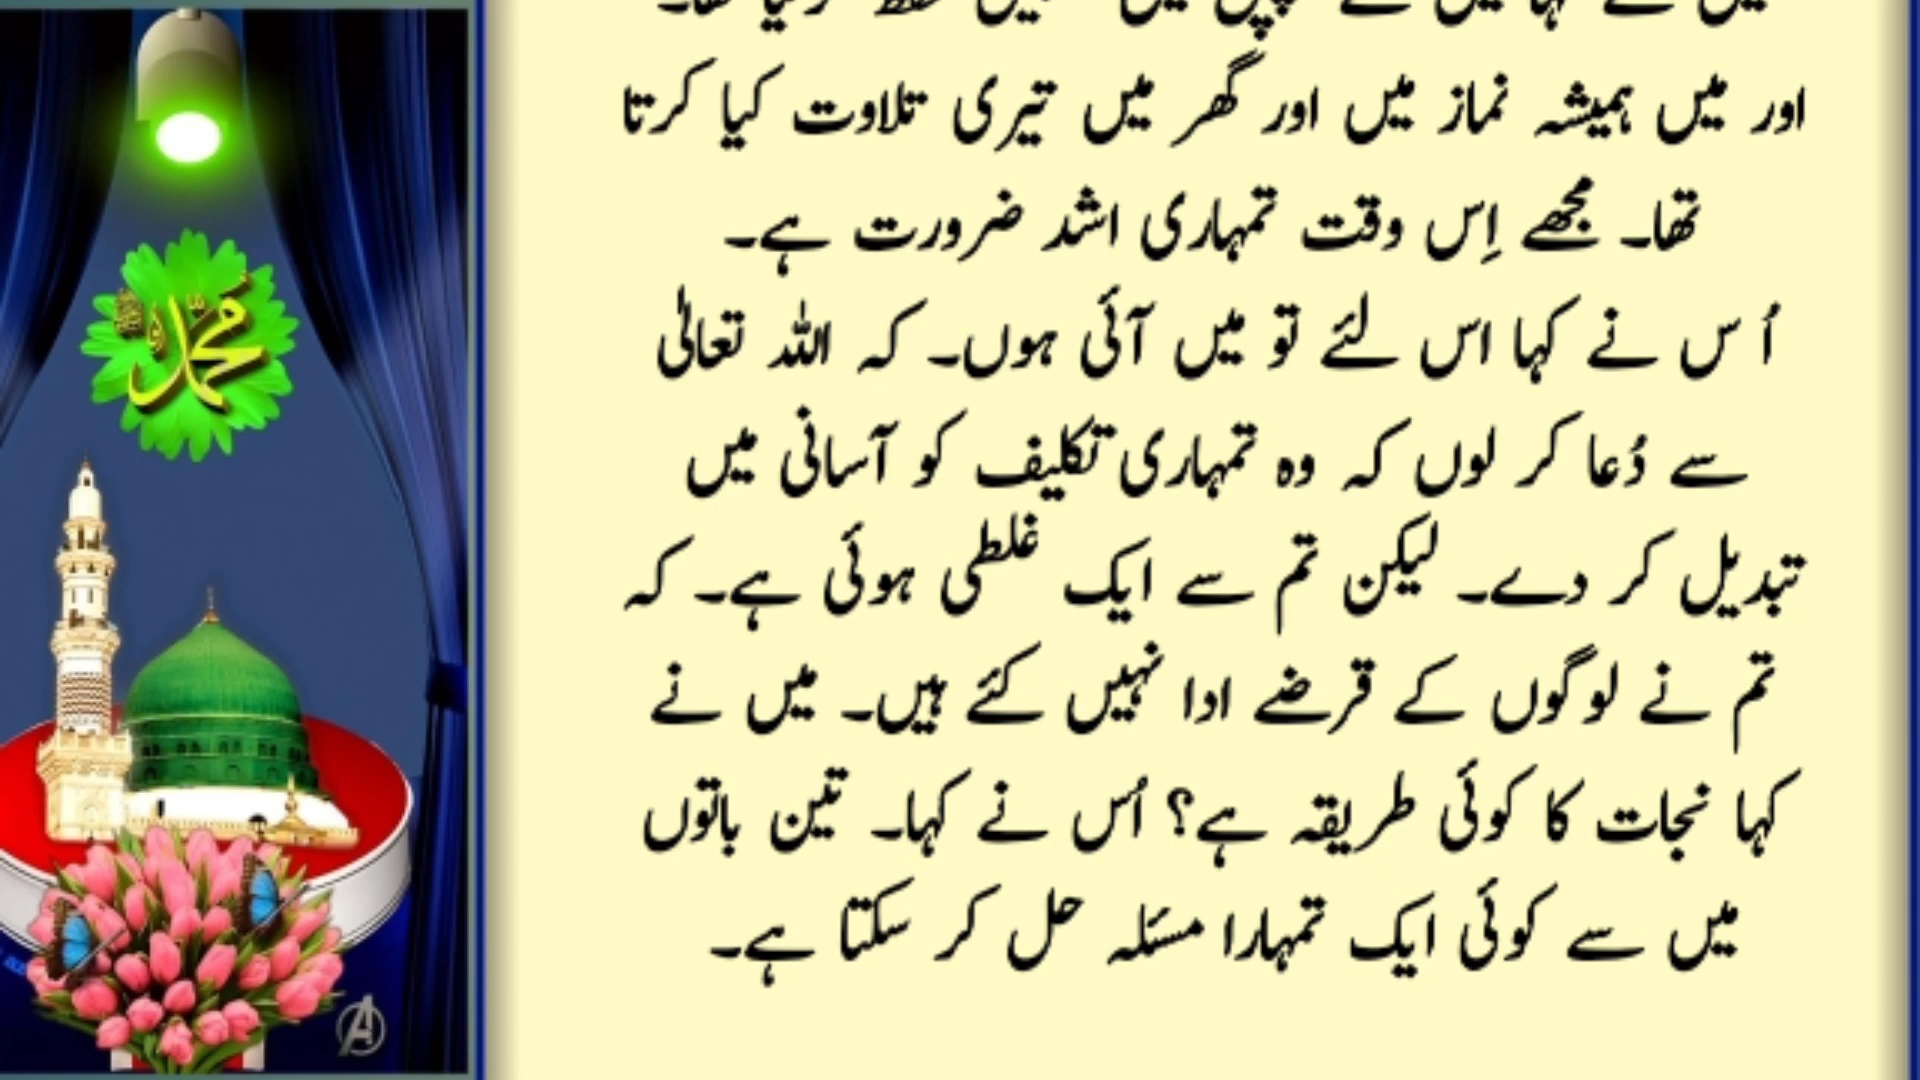 اور میں ہمیشہ نماز میں اور گھر میں تیری تلاوت کیا کرتا
تھا۔ مجھے اِس وقت تمہاری اشد ضرورت ہے۔
اُ س نے کہا اس لئے تو میں آئی ہوں۔ کہ اللہ تعالٰی
سے دُعا کر لوں کہ وہ تمہاری تکلیف کو آسانی میں
تبدیل کر دے۔ لیکن تم سے ایک غلطی ہوئی ہے۔ کہ
تم نے لوگوں کے قرضے ادا نہیں کئے ہیں۔ میں نے
کہا نجات کا کوئی طریقہ ہے؟ اُس نے کہا۔ تین باتوں
میں سے کوئی ایک تمہارا مسئلہ حل کر سکتا ہے۔
محمد